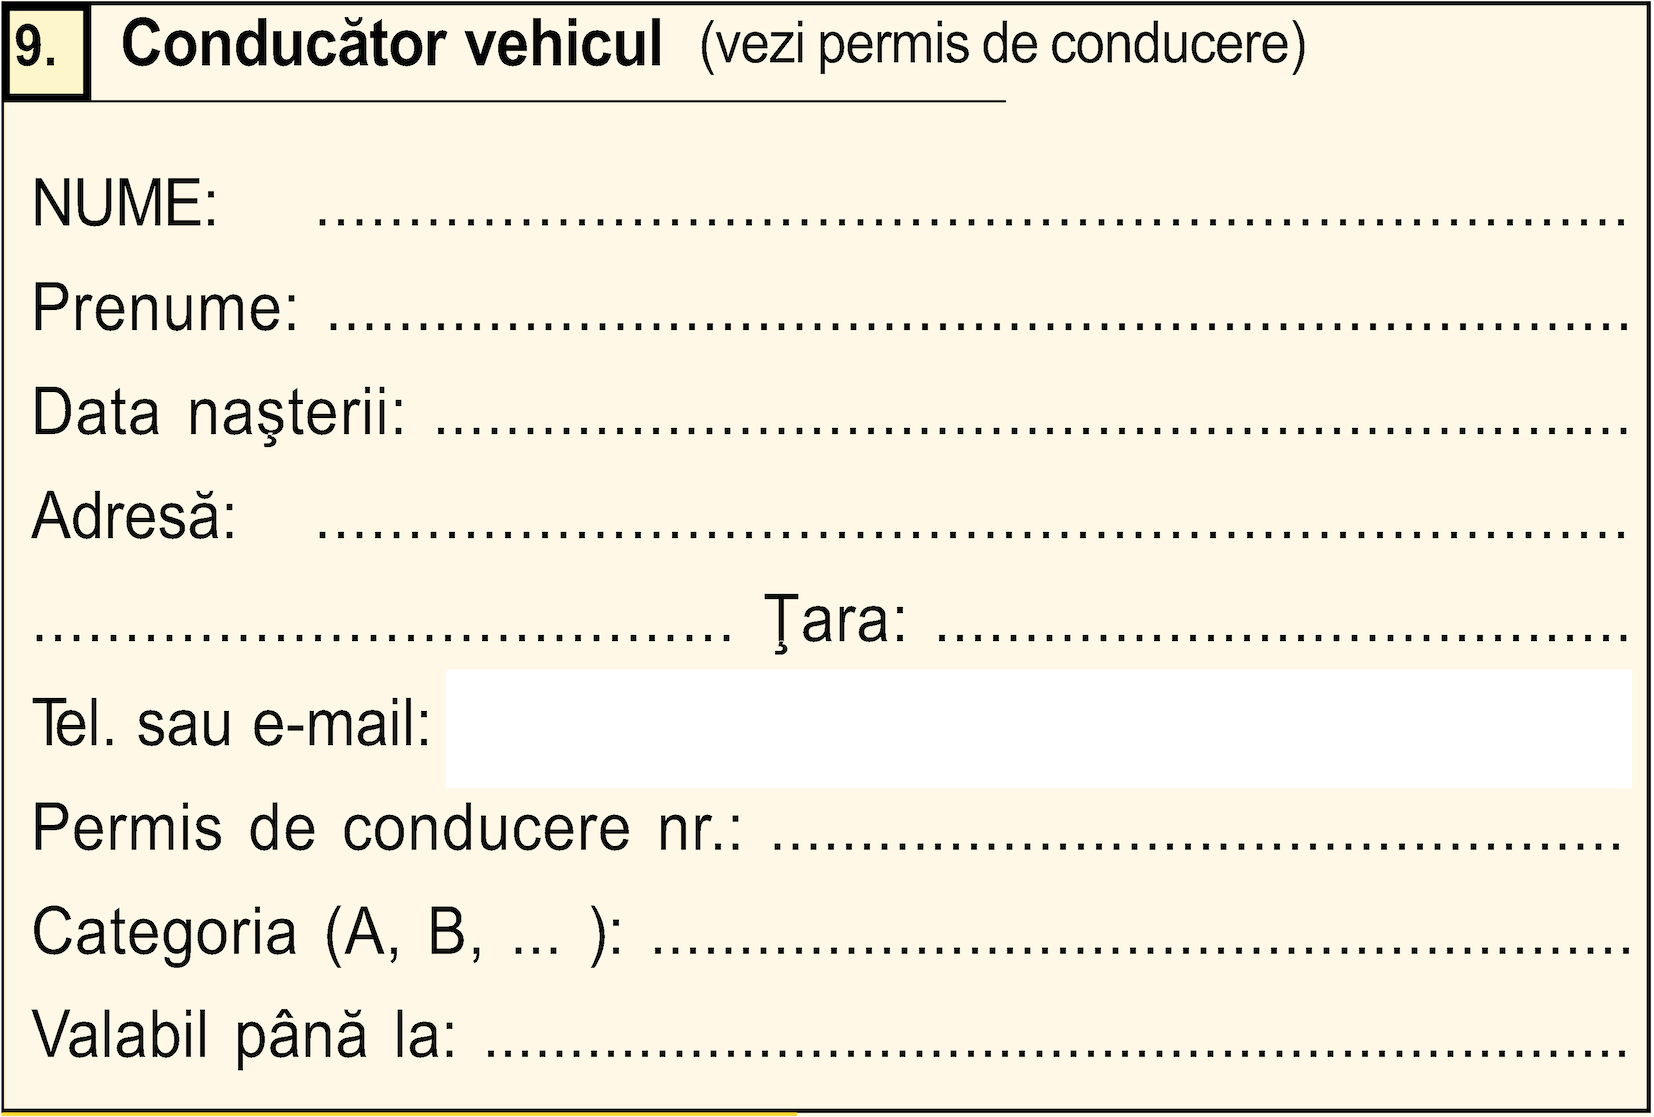 9. Conducător vehicul (vezi permis de conducere)
NUME: ........................................................................
Prenume: ........................................................................
Data naşterii: ..................................................................
Adresă: ........................................................................
...................................... Ţara: ......................................
Tel. sau e-mail:
Permis de conducere nr.: ...............................................
Categoria (A, B, ... ): ......................................................
Valabil până la: ...............................................................